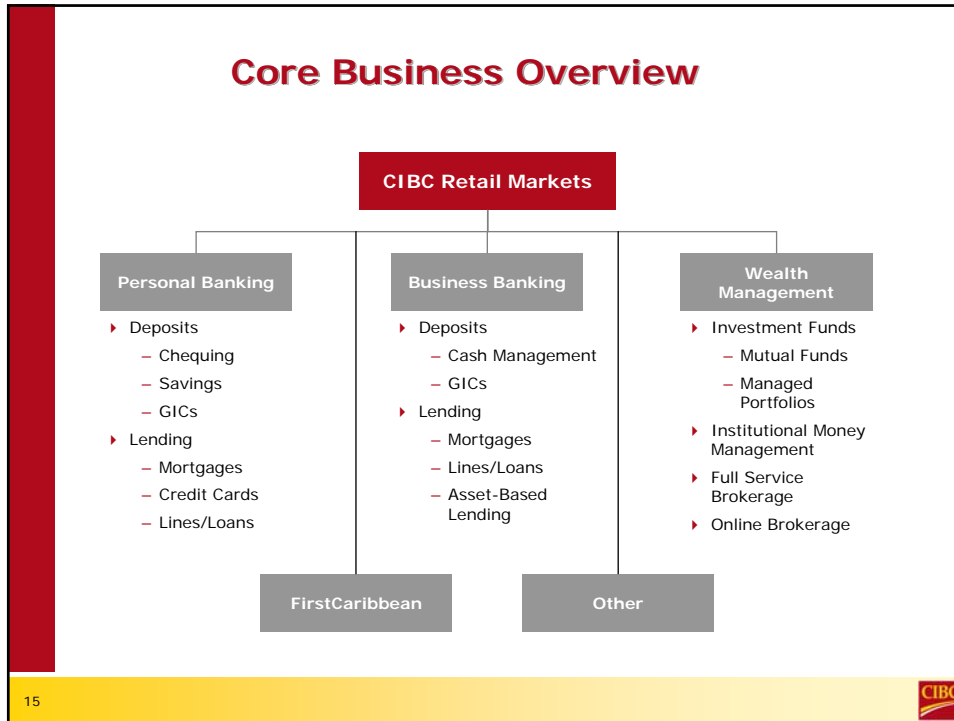 Core Business Overview
CIBC Retail Markets
Personal Banking
Deposits
– Chequing
– Savings
– GICs
Lending
– Mortgages
– Credit Cards
– Lines/Loans
Business Banking
Deposits
– Cash Management
– GICs
Lending
– Mortgages
– Lines/Loans
– Asset-Based
Lending
Wealth
Management
Investment Funds
– Mutual Funds
– Managed
Portfolios
Institutional Money
Management
Full Service
Brokerage
Online Brokerage
FirstCaribbean
Other
15
CIBC